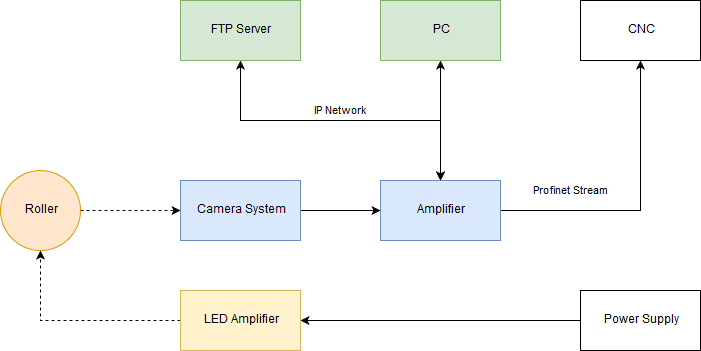 FTP Server
PC
CNC
IP Network
Profinet Stream
Roller
Camera System
Amplifier
LED Amplifier
Power Supply